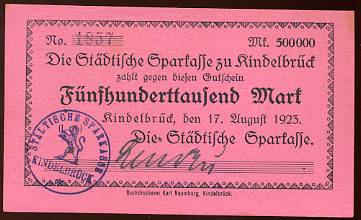 No. 1857 Mk. 500000
Die Städtische Sparkasse zu Kindelbrück
zahlt gegen diesen Gutschein
Fünfhunderttausend Mark
Kindelbrück, den 17. August 1923.
Die Städtische Sparkasse.
STÄDTISCHE SPARKASSE
KINDELBRÜCK
Buchdruckerei Karl Naumburg, Kindelbrück.